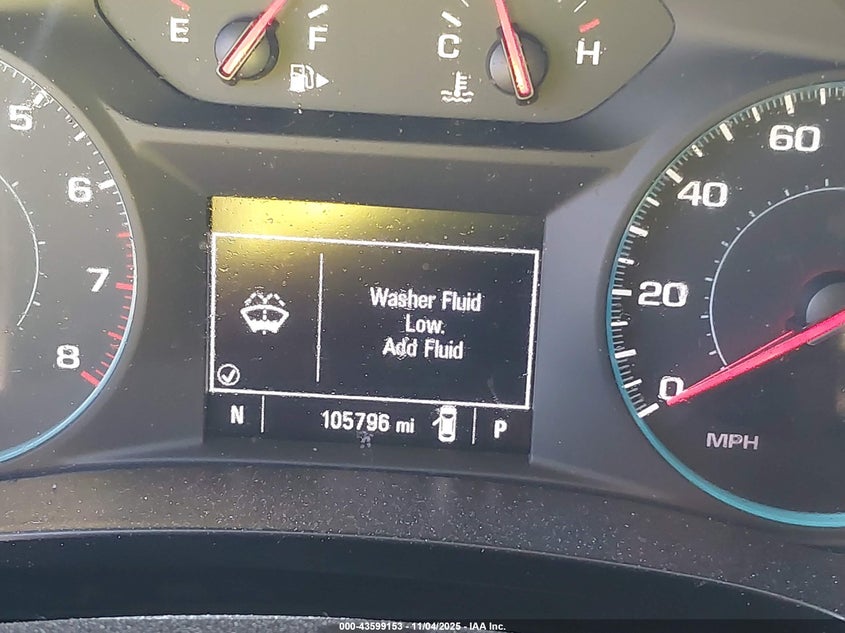 E F C H
5
6
7
8
Washer Fluid
Low.
Add Fluid
N 105796 mi P
60
40
20
0
MPH
000-43599153 - 11/04/2025 - IAA Inc.